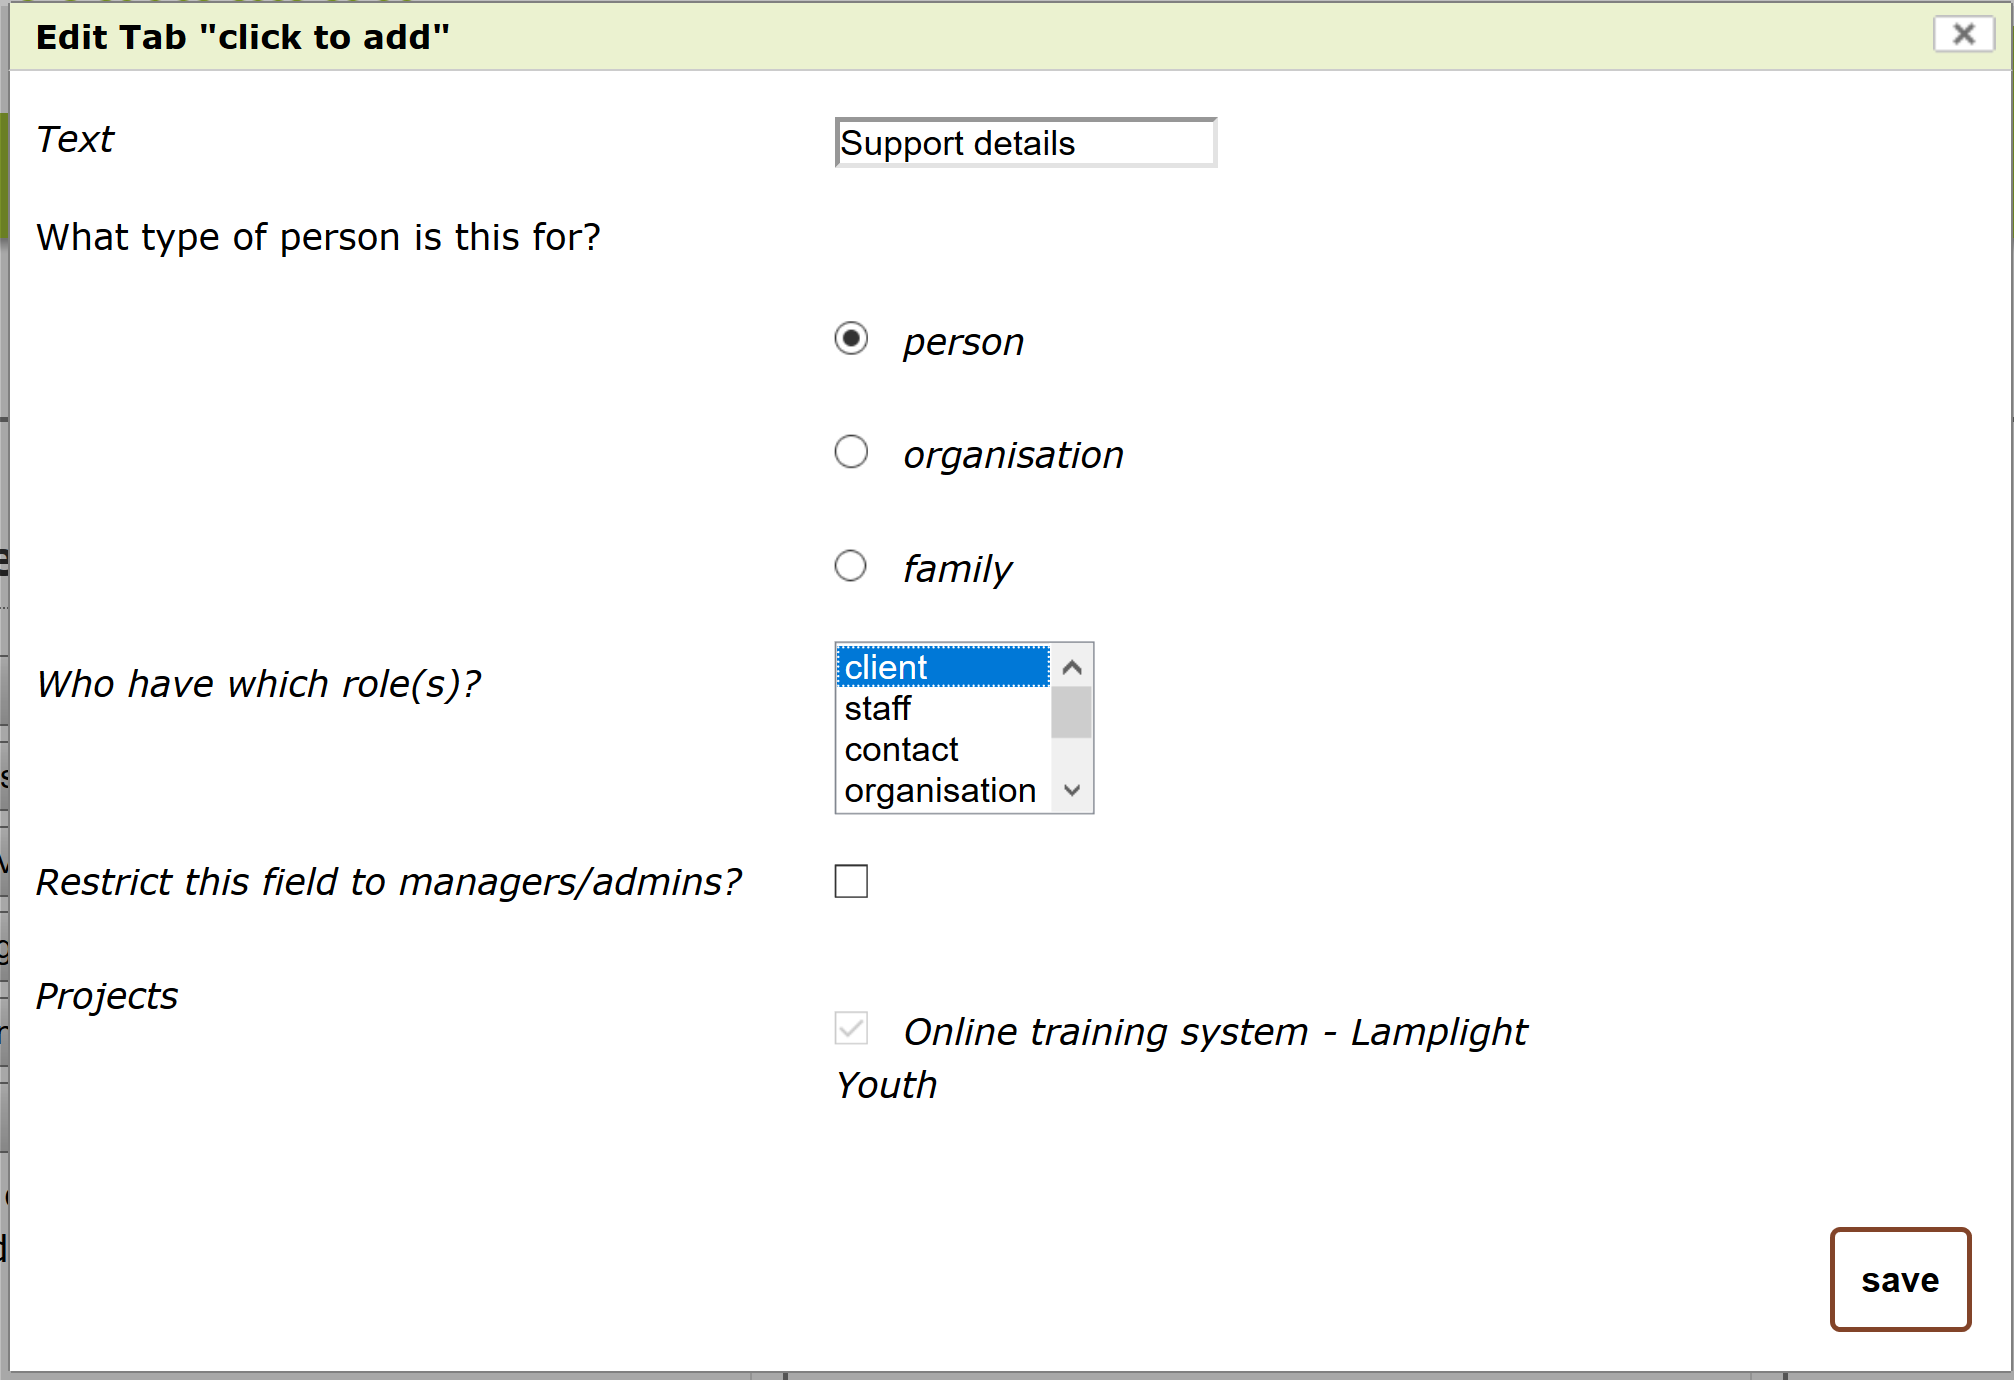 Edit Tab "click to add"
Text
Support details
What type of person is this for?
person
organisation
family
Who have which role(s)?
client
staff
contact
organisation
Restrict this field to managers/admins?
Projects
Online training system - Lamplight
Youth
save